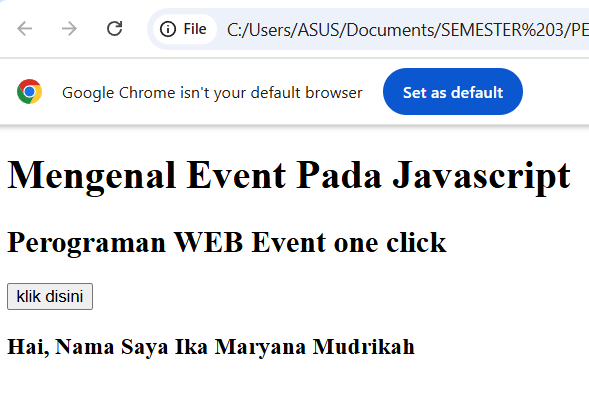 File C:/Users/ASUS/Documents/SEMESTER%203/PE
Google Chrome isn't your default browser Set as default
Mengenal Event Pada Javascript
Perograman WEB Event one click
klik disini
Hai, Nama Saya Ika Maryana Mudrikah